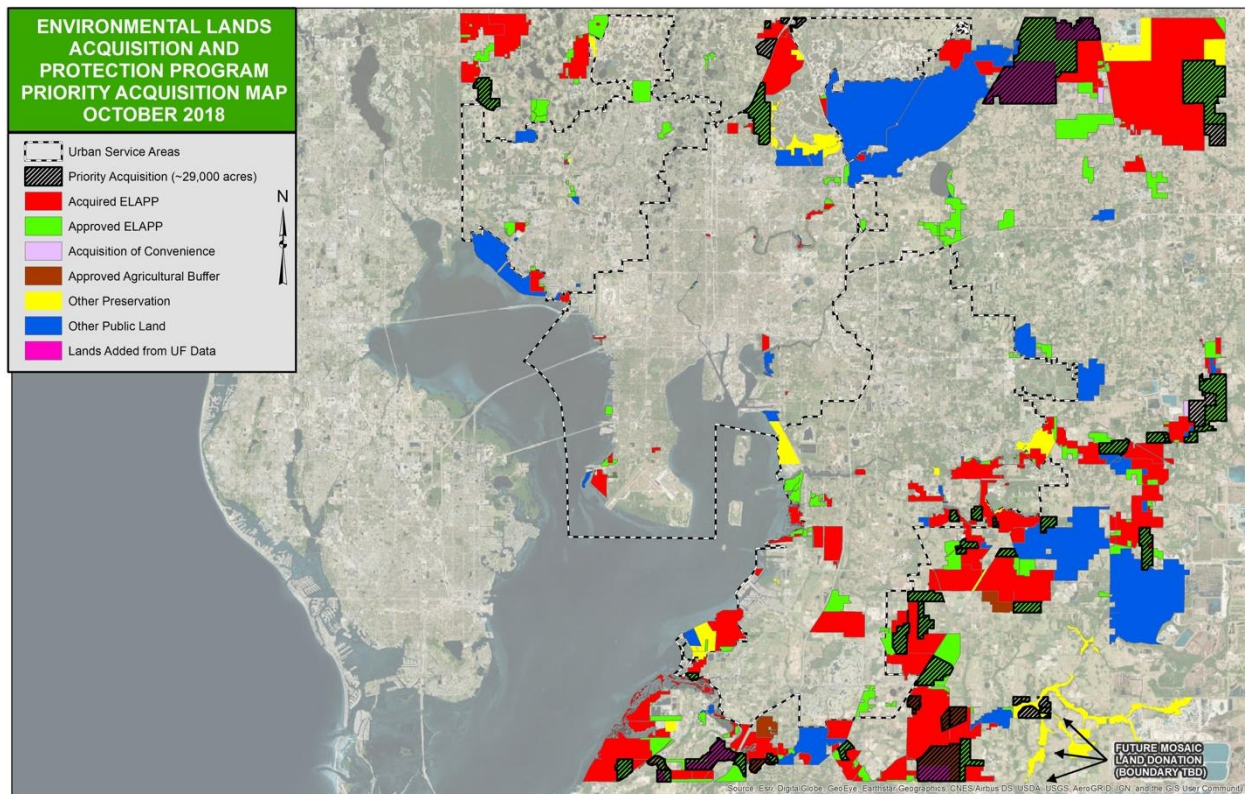 ENVIRONMENTAL LANDS
ACQUISITION AND
PROTECTION PROGRAM
PRIORITY ACQUISITION MAP
OCTOBER 2018
Urban Service Areas
Priority Acquisition (~29,000 acres)
N
Acquired ELAPP
Approved ELAPP
Acquisition of Convenience
Approved Agricultural Buffer
Other Preservation
Other Public Land
Lands Added from UF Data
FUTURE MOSAIC
LAND DONATION
(BOUNDARY TBD)
Source: Esri, DigitalGlobe, GeoEye, Earthstar Geographics, CNES/Airbus DS, USDA, USGS, AeroGRID, IGN, and the GIS User Community